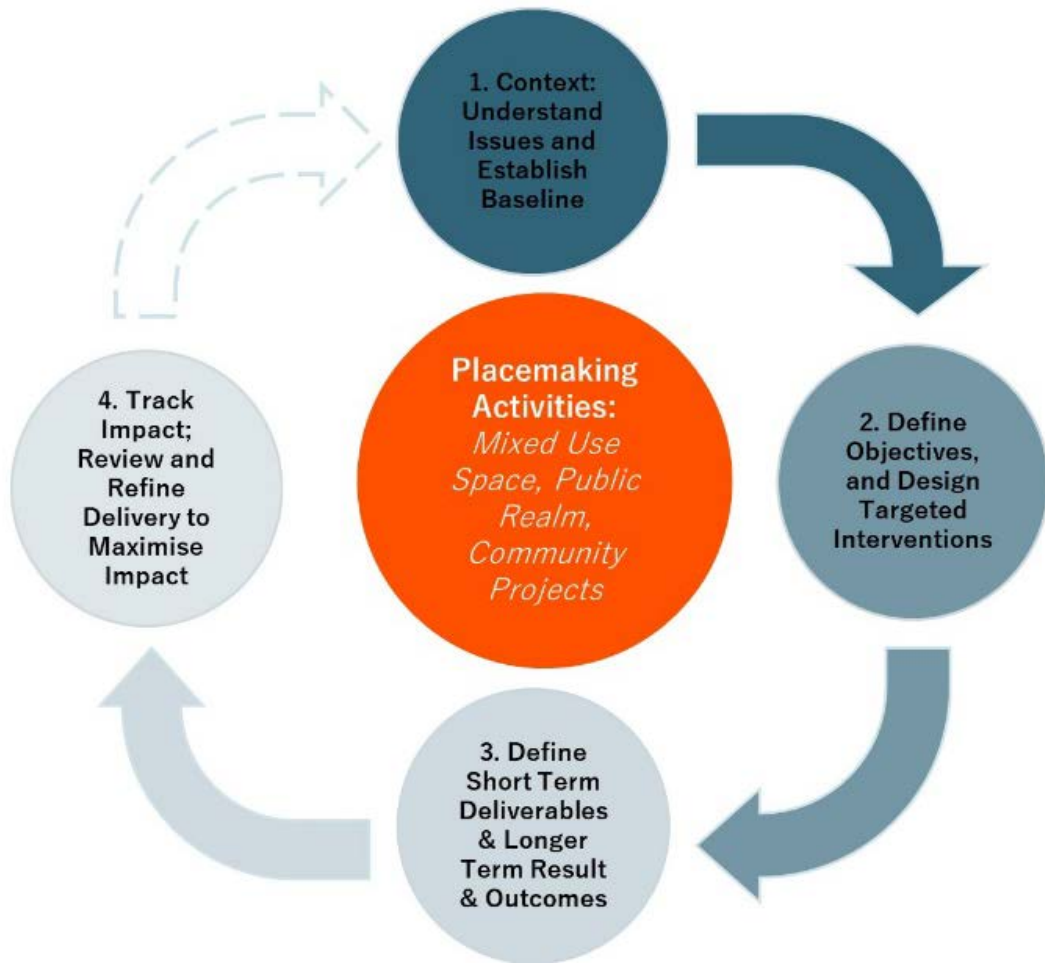 1. Context:
Understand
Issues and
Establish
Baseline
Placemaking
Activities:
Mixed Use
Space, Public
Realm,
Community
Projects
2. Define
Objectives,
and Design
Targeted
Interventions
3. Define
Short Term
Deliverables
& Longer
Term Result
& Outcomes
4. Track
Impact;
Review and
Refine
Delivery to
Maximise
Impact